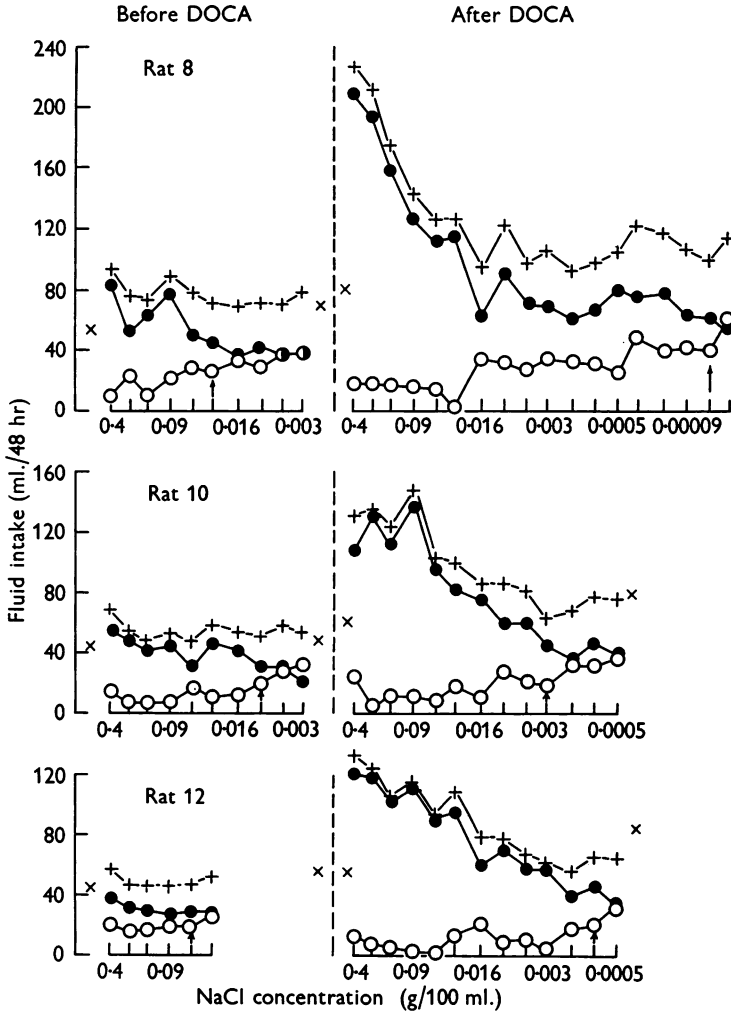 Before DOCA
After DOCA
Fluid intake (ml./48 hr)
240
200
160
120
80
40
0
Rat 8
0·4 0·09 0·016 0·003
0·4 0·09 0·016 0·003 0·0005 0·00009
160
120
80
40
0
Rat 10
0·4 0·09 0·016 0·003
0·4 0·09 0·016 0·003 0·0005
120
80
40
0
Rat 12
0·4 0·09
0·4 0·09 0·016 0·003 0·0005
NaCl concentration (g/100 ml.)